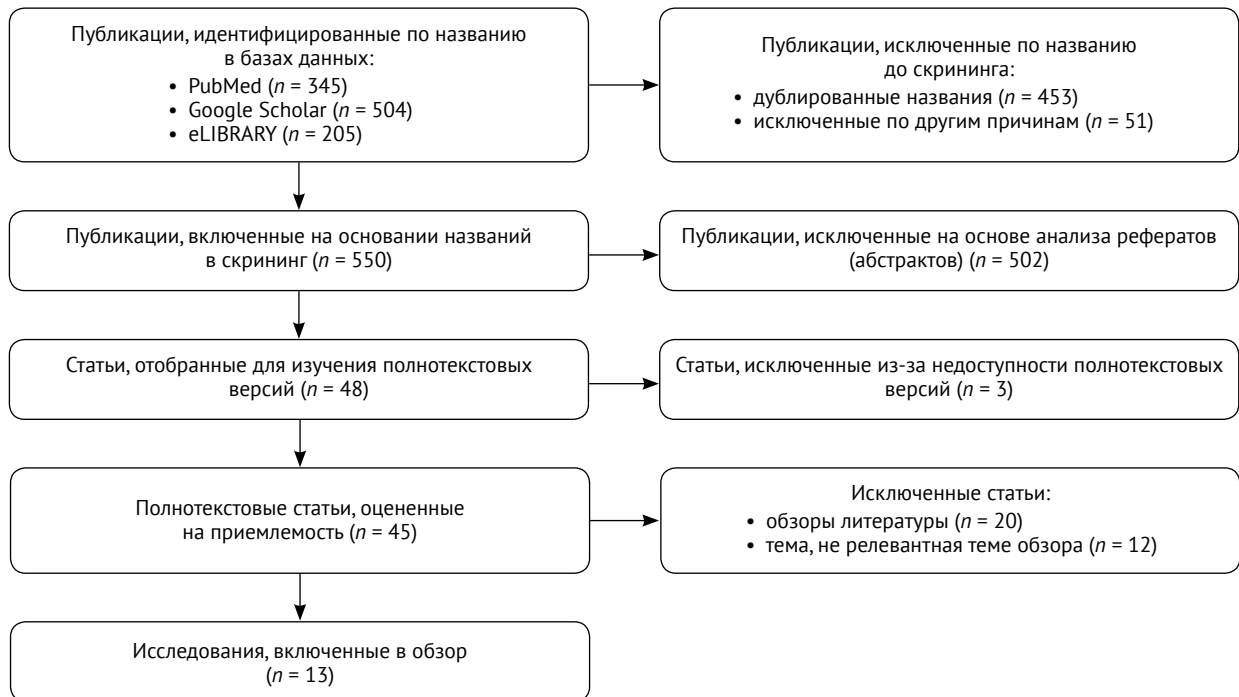 Публикации, идентифицированные по названию
в базах данных:
• PubMed (n = 345)
• Google Scholar (n = 504)
• eLIBRARY (n = 205)
Публикации, исключенные по названию
до скрининга:
• дублированные названия (n = 453)
• исключенные по другим причинам (n = 51)
Публикации, включенные на основании названий
в скрининг (n = 550)
Публикации, исключенные на основе анализа рефератов
(абстрактов) (n = 502)
Статьи, отобранные для изучения полнотекстовых
версий (n = 48)
Статьи, исключенные из-за недоступности полнотекстовых
версий (n = 3)
Полнотекстовые статьи, оцененные
на приемлемость (n = 45)
Исключенные статьи:
• обзоры литературы (n = 20)
• тема, не релевантная теме обзора (n = 12)
Исследования, включенные в обзор
(n = 13)